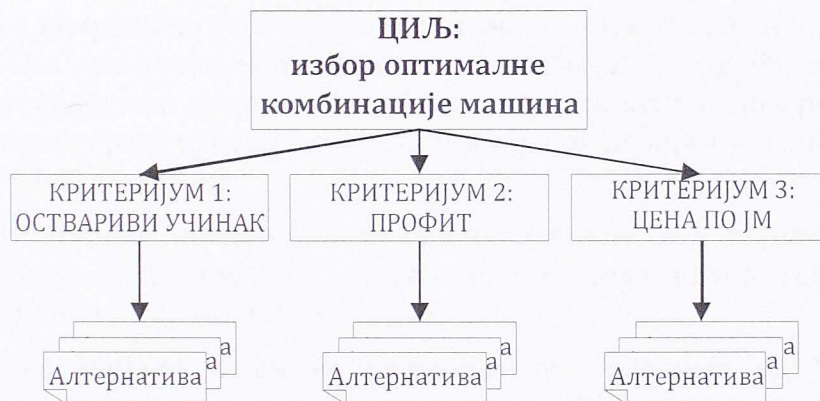 ЦИЉ:
избор оптималне
комбинације машина
КРИТЕРИЈУМ 1:
ОСТВАРИВИ УЧИНАК
КРИТЕРИЈУМ 2:
ПРОФИТ
КРИТЕРИЈУМ 3:
ЦЕНА ПО ЈМ
а
а
Алтернатива
а
а
Алтернатива
а
а
Алтернатива